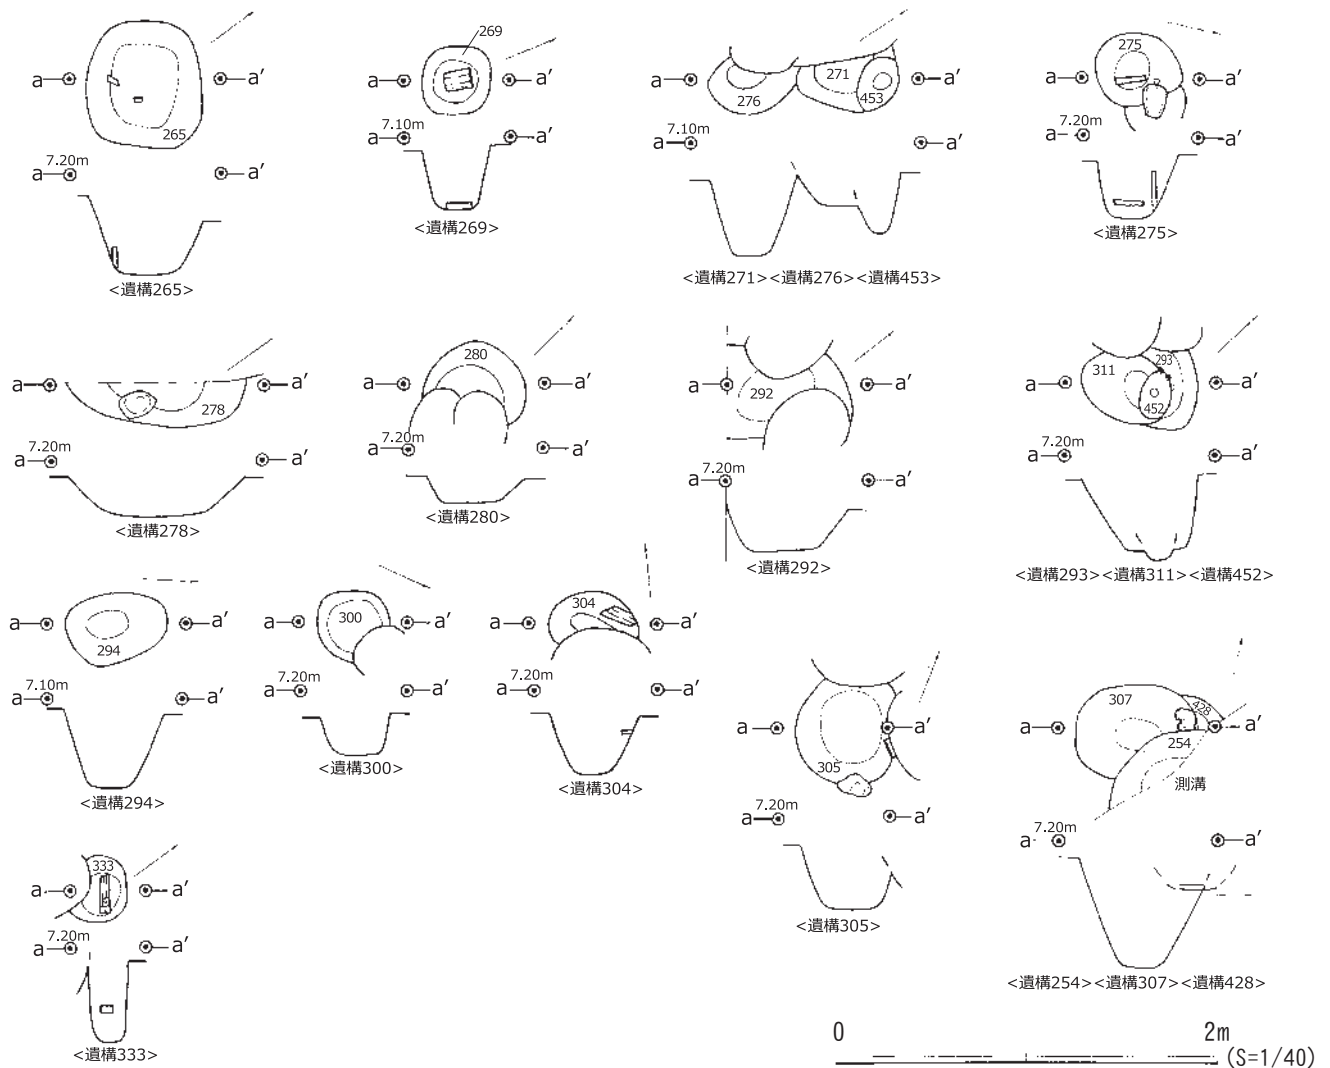 a a′
265
7.20m
a a′
<遺構265>
269
a a′
7.10m
a a′
<遺構269>
271
276
453
a a′
7.10m
a a′
<遺構271><遺構276><遺構453>
275
a a′
7.20m
a a′
<遺構275>
a a′
278
7.20m
a a′
<遺構278>
280
a a′
7.20m
a a′
<遺構280>
292
a a′
7.20m
a a′
<遺構292>
293
311
452
a a′
7.20m
a a′
<遺構293><遺構311><遺構452>
a a′
294
7.10m
a a′
<遺構294>
300
a a′
7.20m
a a′
<遺構300>
304
a a′
7.20m
a a′
<遺構304>
a a′
305
7.20m
a a′
<遺構305>
307
428
254
a a′
測溝
7.20m
a a′
<遺構254><遺構307><遺構428>
333
a a′
7.20m
a a′
<遺構333>
0 2m
(S=1/40)